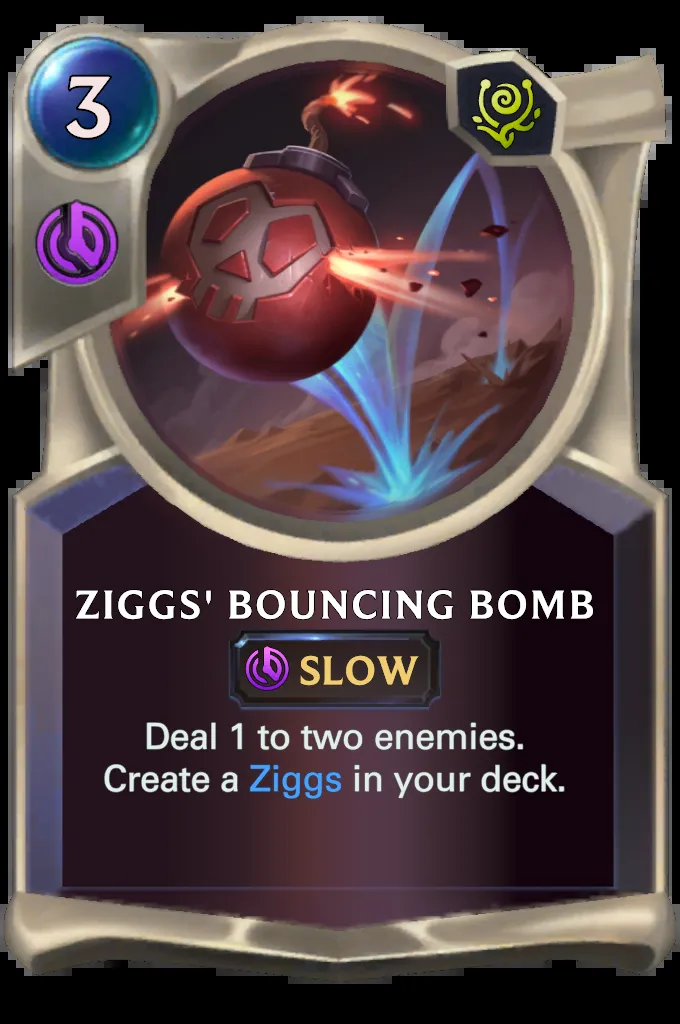 3
ZIGGS' BOUNCING BOMB
SLOW
Deal 1 to two enemies.
Create a Ziggs in your deck.